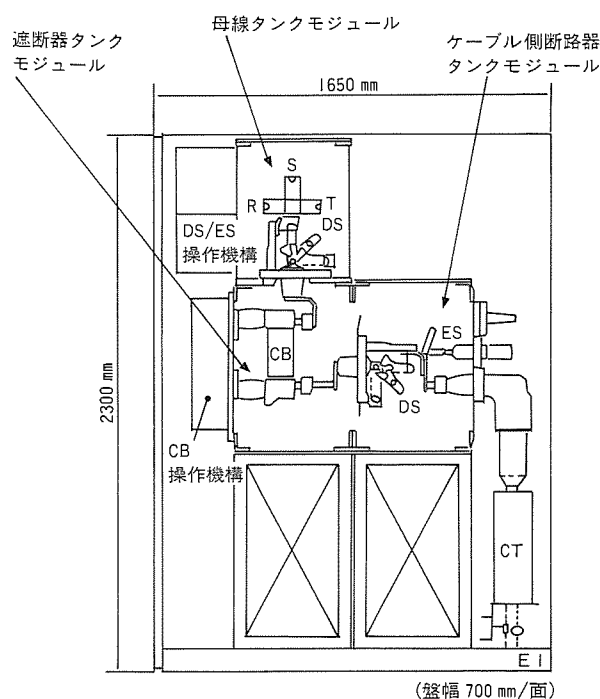 母線タンクモジュール
遮断器タンク
モジュール
ケーブル側断路器
タンクモジュール
1650 mm
S
R
T
DS
DS/ES
操作機構
ES
CB
DS
2300 mm
CB
操作機構
CT
E I
(盤幅 700 mm/面)